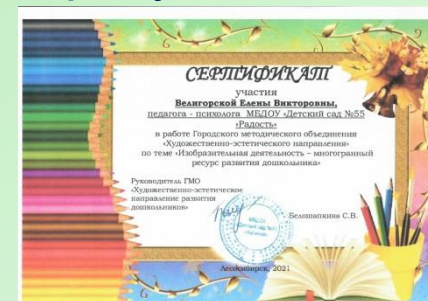 СЕРТИФИКАТ
участия
Велигорской Елены Викторовны,
педагога - психолога МБДОУ «Детский сад №55
«Радость»
в работе Городского методического объединения
«Художественно-эстетического направления»
по теме «Изобразительная деятельность – многогранный
ресурс развития дошкольника»
Руководитель ГМО
«Художественно-эстетическое
направление развития
дошкольников»
Белошапкина С.В.
Лесосибирск, 2021